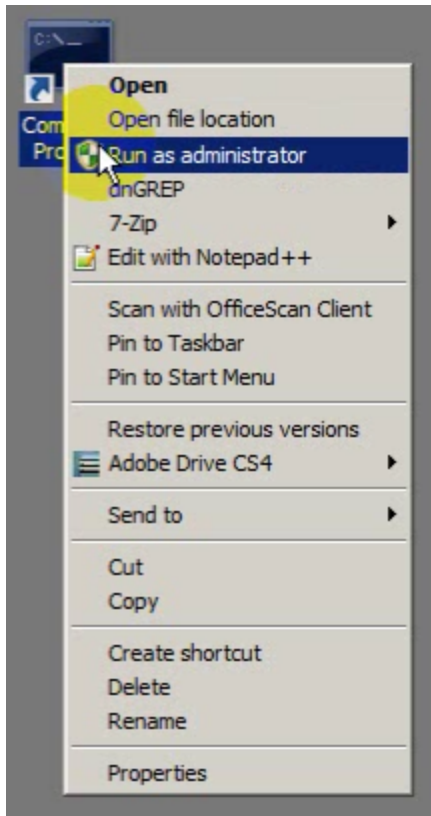 C:\_
Com
Pro
Open
Open file location
Run as administrator
dnGREP
7-Zip
Edit with Notepad++
Scan with OfficeScan Client
Pin to Taskbar
Pin to Start Menu
Restore previous versions
Adobe Drive CS4
Send to
Cut
Copy
Create shortcut
Delete
Rename
Properties